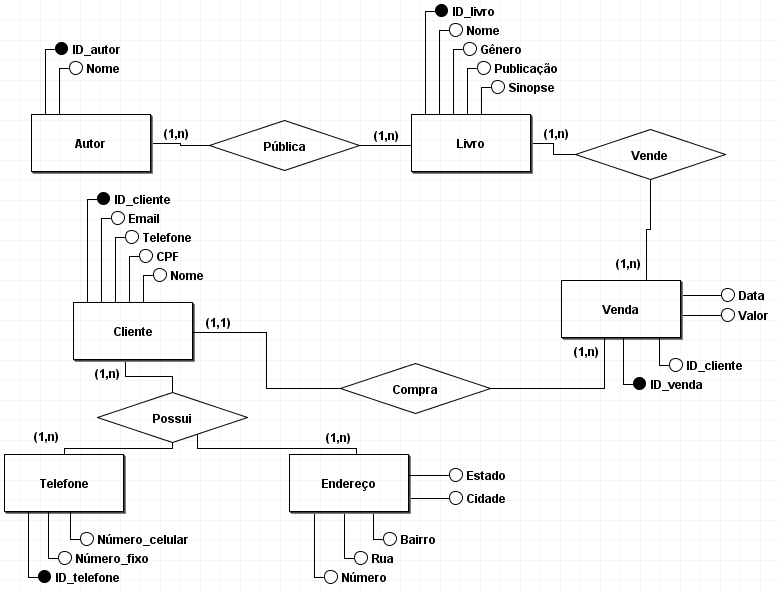 ID_livro
Nome
Gênero
Publicação
Sinopse
ID_autor
Nome
Autor
(1,n)
Pública
(1,n)
Livro
(1,n)
Vende
(1,n)
ID_cliente
Email
Telefone
CPF
Nome
Cliente
(1,1)
Venda
Data
Valor
ID_cliente
ID_venda
(1,n)
Compra
(1,n)
Possui
(1,n)
(1,n)
Telefone
Endereço
Estado
Cidade
Número_celular
Número_fixo
ID_telefone
Bairro
Rua
Número